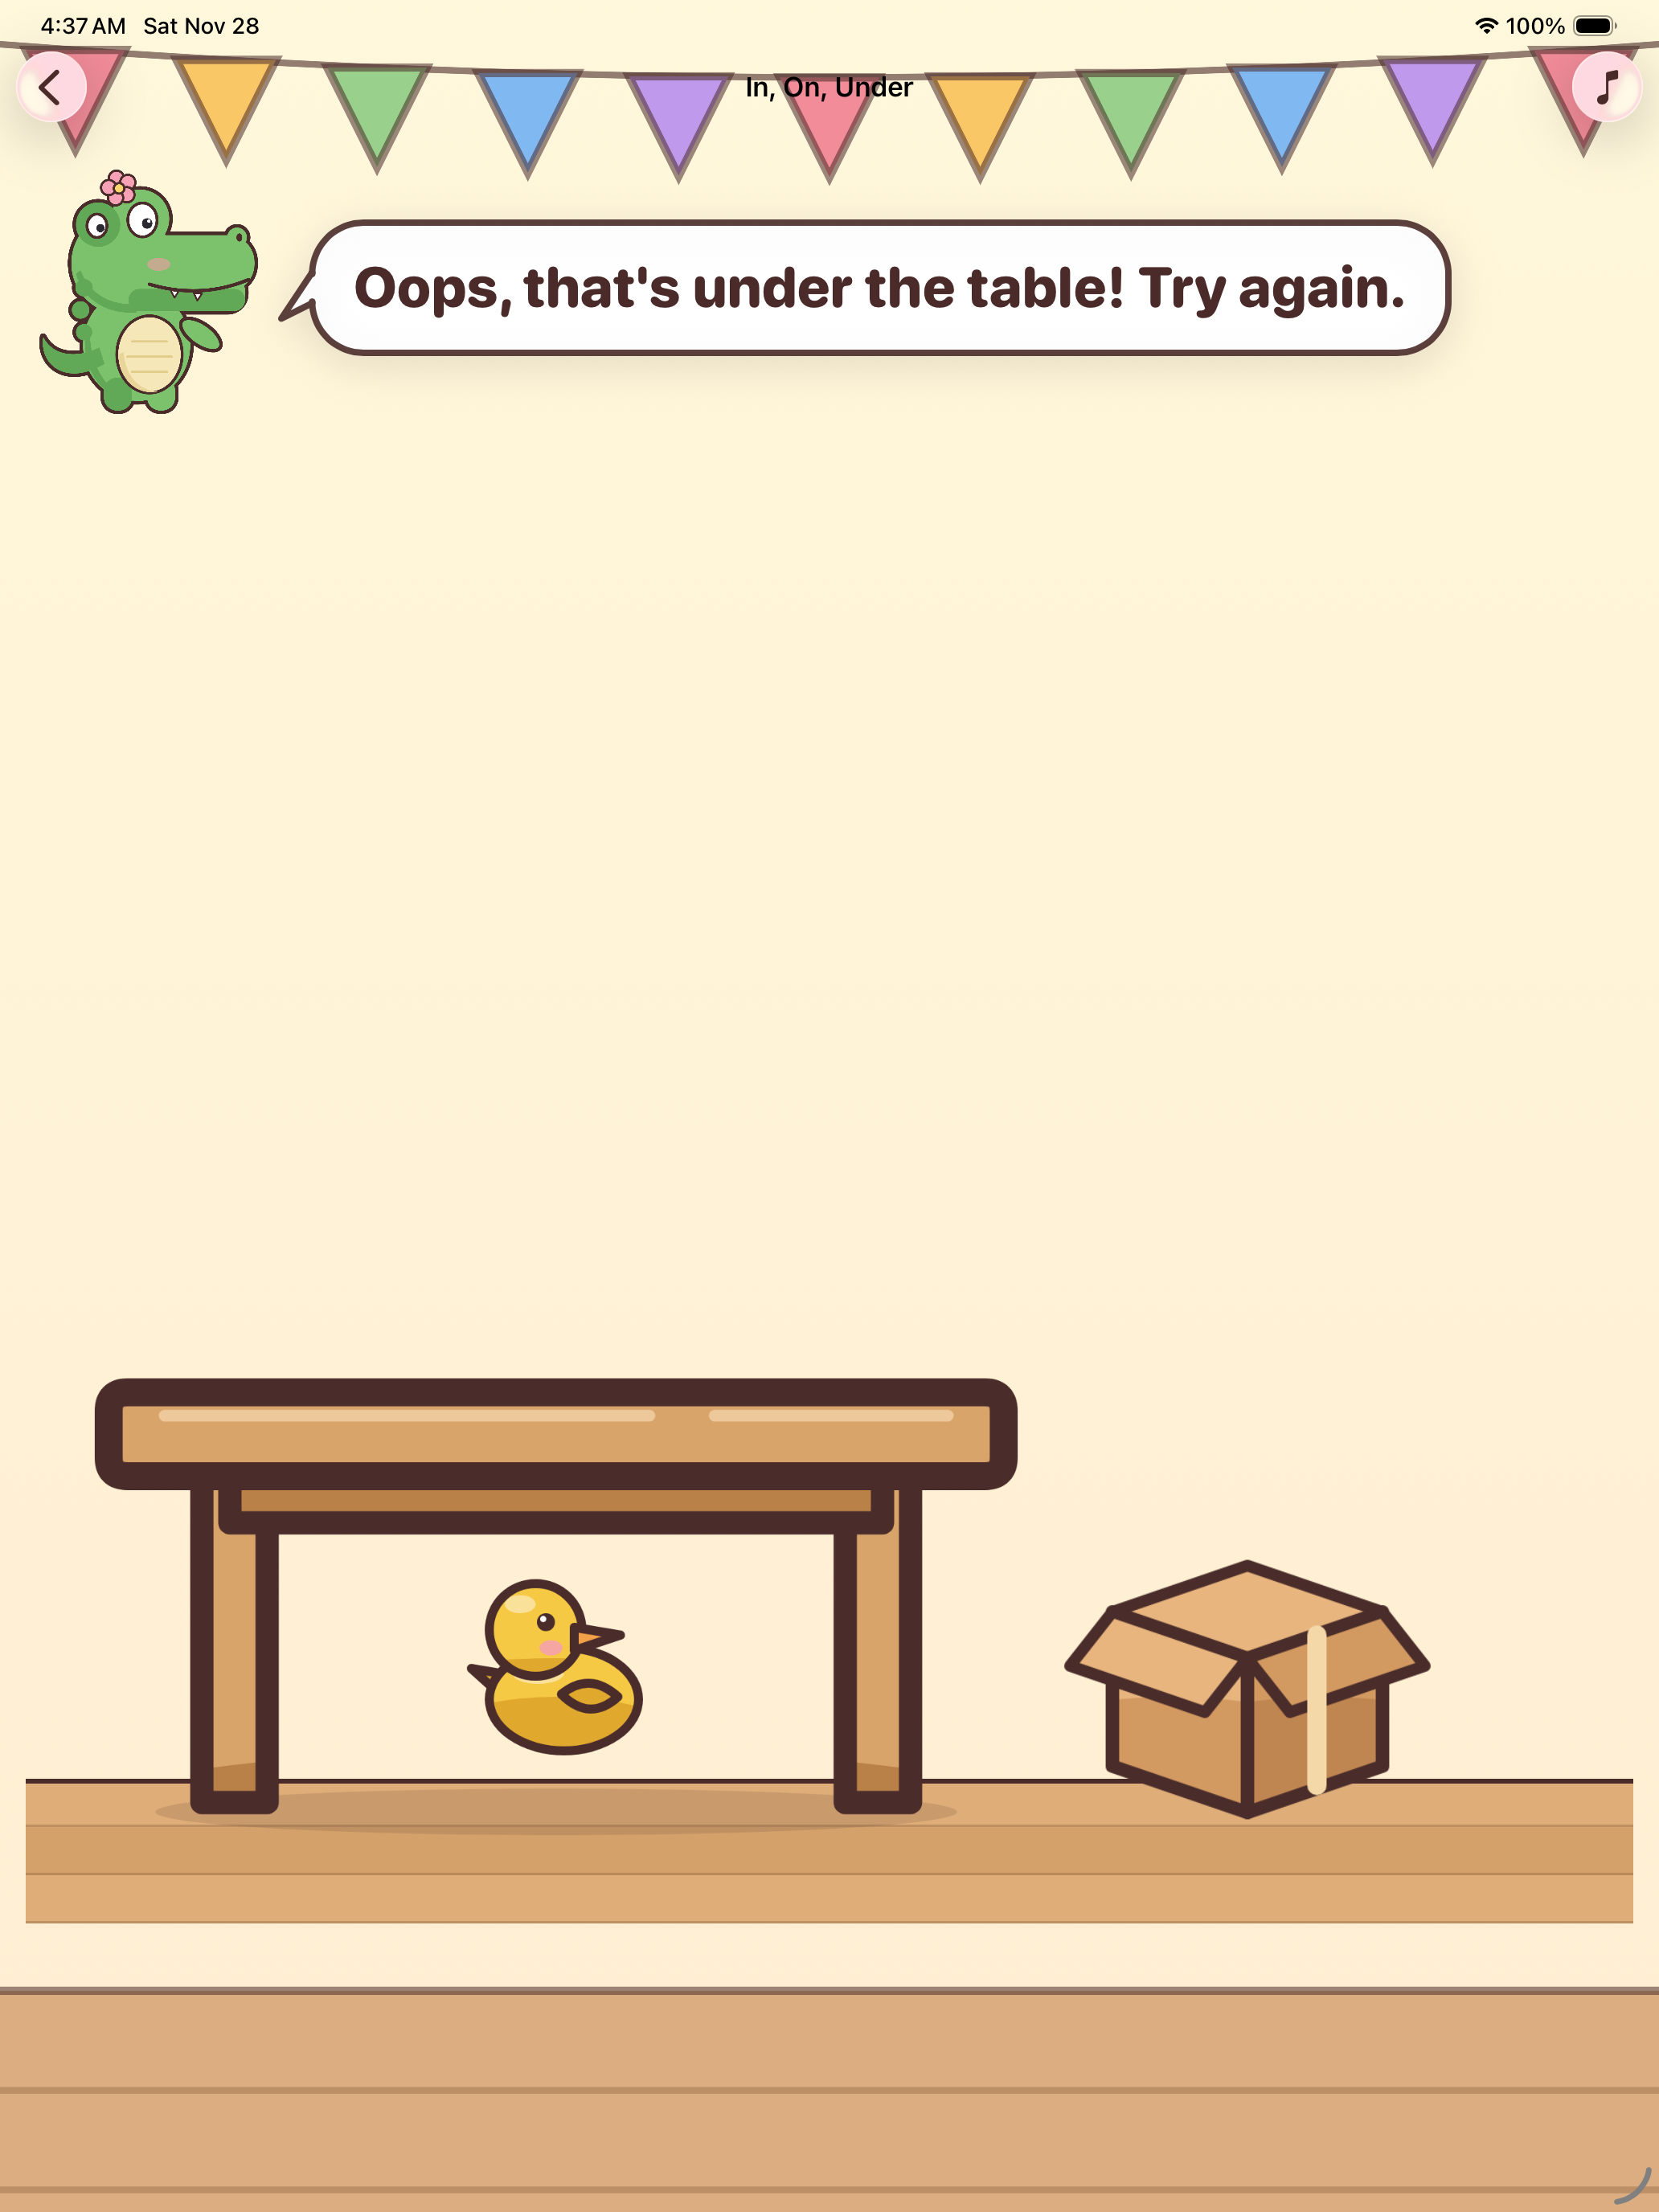 4:37 AM Sat Nov 28
100%
In, On, Under
Oops, that's under the table! Try again.